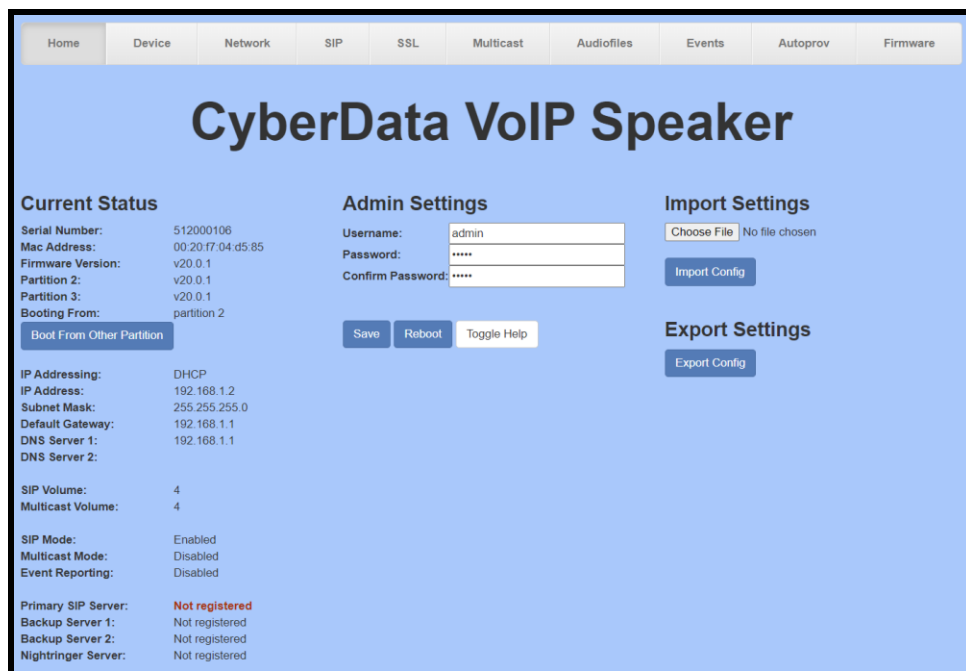 Home Device Network SIP SSL Multicast Audiofiles Events Autoprov Firmware
CyberData VoIP Speaker
Current Status
Serial Number: 512000106
Mac Address: 00:20:f7:04:d5:85
Firmware Version: v20.0.1
Partition 2: v20.0.1
Partition 3: v20.0.1
Booting From: partition 2
Boot From Other Partition
IP Addressing: DHCP
IP Address: 192.168.1.2
Subnet Mask: 255.255.255.0
Default Gateway: 192.168.1.1
DNS Server 1: 192.168.1.1
DNS Server 2:
SIP Volume: 4
Multicast Volume: 4
SIP Mode: Enabled
Multicast Mode: Disabled
Event Reporting: Disabled
Primary SIP Server: Not registered
Backup Server 1: Not registered
Backup Server 2: Not registered
Nightringer Server: Not registered
Admin Settings
Username: admin
Password: •••••
Confirm Password: •••••
Save Reboot Toggle Help
Import Settings
Choose File No file chosen
Import Config
Export Settings
Export Config